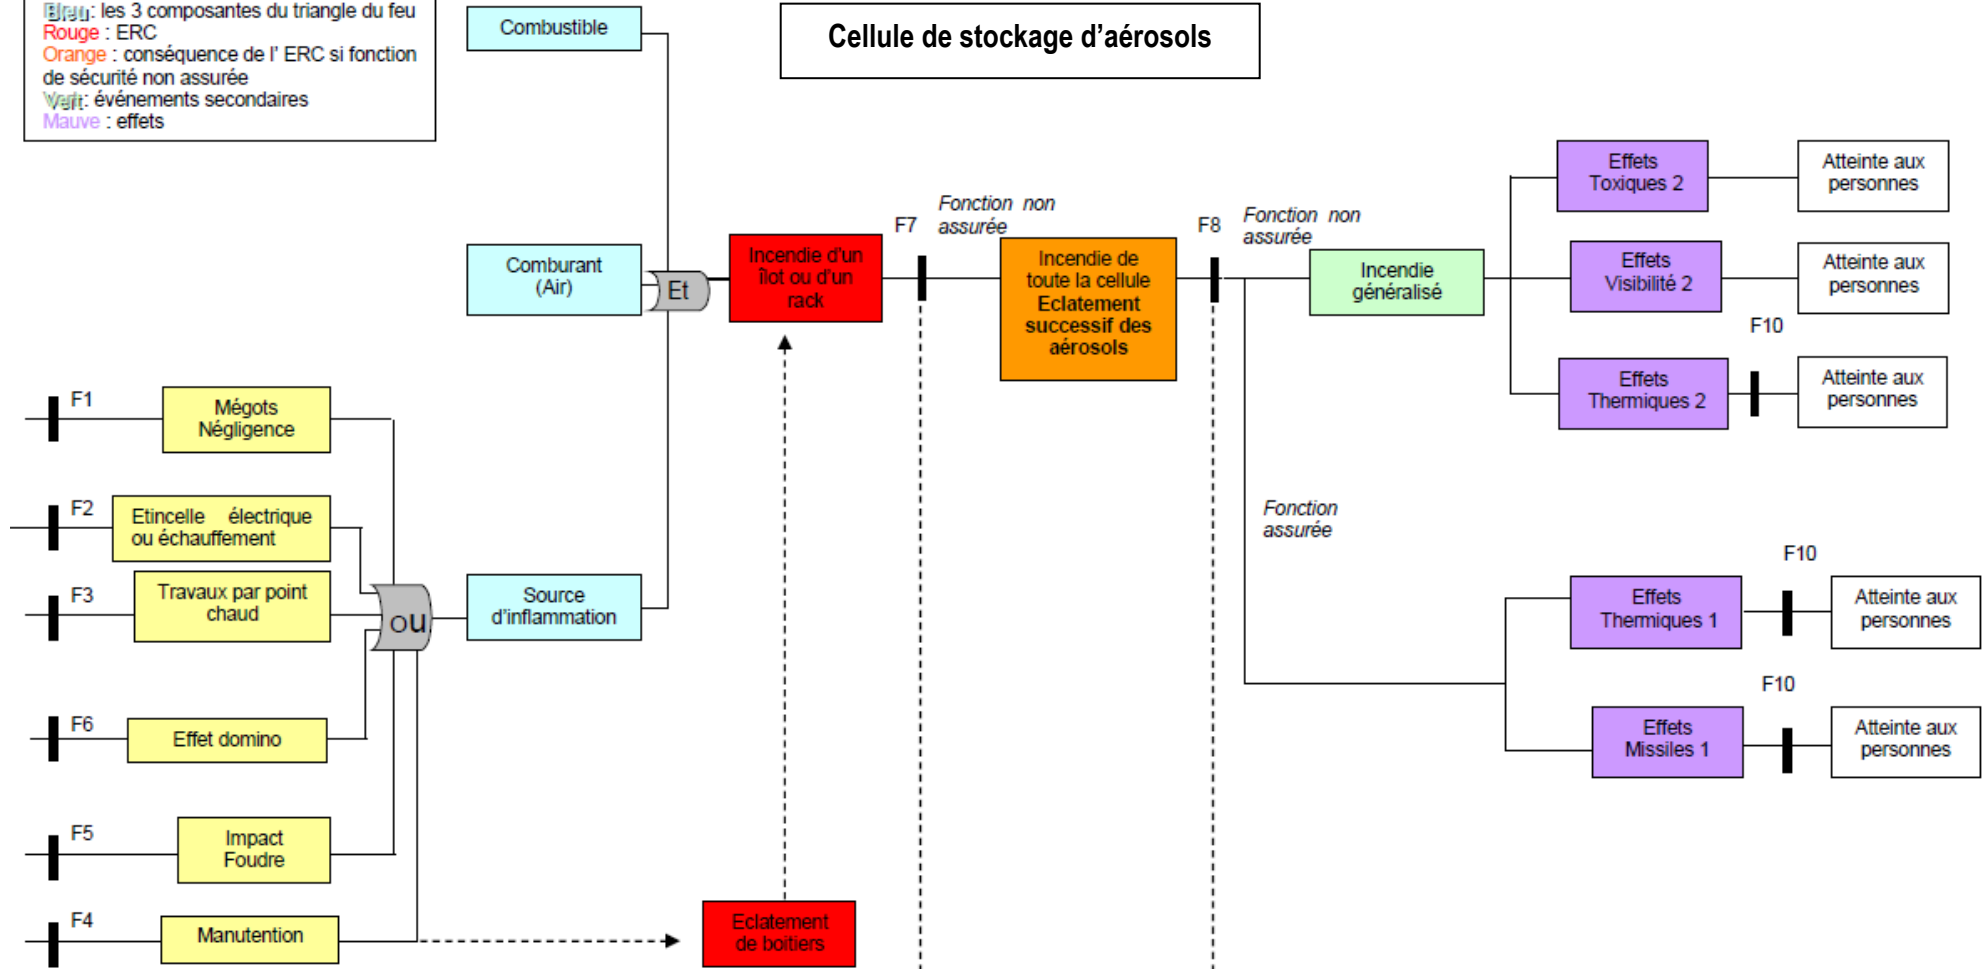 Bleu : les 3 composantes du triangle du feu
Rouge : ERC
Orange : conséquence de l' ERC si fonction
de sécurité non assurée
Vert : événements secondaires
Mauve : effets
Combustible
Cellule de stockage d'aérosols
Comburant
(Air)
Et
Incendie d'un
îlot ou d'un
rack
F7
Fonction non
assurée
Incendie de
toute la cellule
Eclatement
successif des
aérosols
F8
Fonction non
assurée
Incendie
généralisé
Effets
Toxiques 2
Atteinte aux
personnes
Effets
Visibilité 2
Atteinte aux
personnes
F10
Effets
Thermiques 2
Atteinte aux
personnes
F1
Mégots
Négligence
F2
Etincelle électrique
ou échauffement
F3
Travaux par point
chaud
ou
Source
d'inflammation
Fonction
assurée
F10
Effets
Thermiques 1
Atteinte aux
personnes
F10
Effets
Missiles 1
Atteinte aux
personnes
F6
Effet domino
F5
Impact
Foudre
F4
Manutention
Eclatement
de boitiers